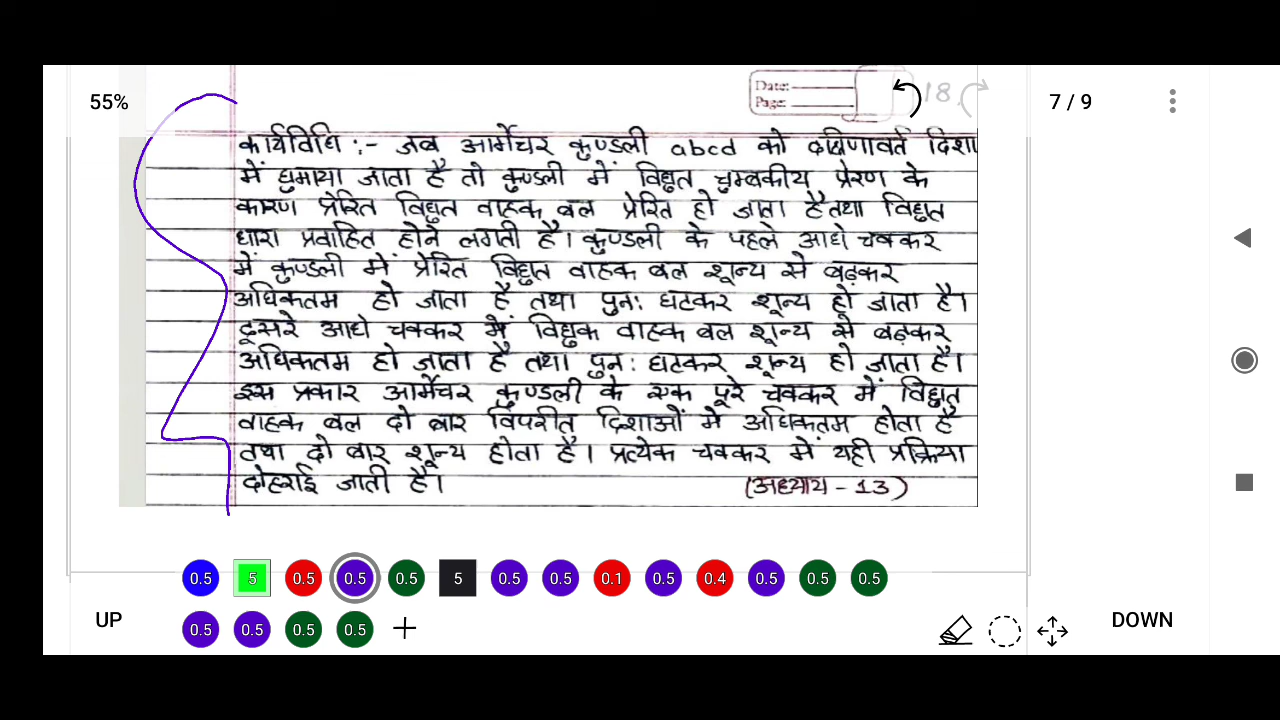 55%
Date:
Page:
18.
7 / 9
कार्यविधि :- जब आर्मेचर कुण्डली abcd को दक्षिणावर्त दिशा
में घुमाया जाता है तो कुण्डली में विद्युत चुम्बकीय प्रेरण के
कारण प्रेरित विद्युत वाहक बल प्रेरित हो जाता है तथा विद्युत
धारा प्रवाहित होने लगती है। कुण्डली के पहले आधे चक्कर
में कुण्डली में प्रेरित विद्युत वाहक बल शून्य से बढ़कर
अधिकतम हो जाता है तथा पुन: घटकर शून्य हो जाता है।
दूसरे आधे चक्कर में विद्युक वाहक बल शून्य से बढ़कर
अधिकतम हो जाता है तथा पुन: घटकर शून्य हो जाता है।
इस प्रकार आर्मेचर कुण्डली के एक पूरे चक्कर में विद्युत
वाहक बल दो बार विपरीत दिशाओं में अधिकतम होता है
तथा दो बार शून्य होता है। प्रत्येक चक्कर में यही प्रक्रिया
दोहराई जाती है।
(अध्याय - 13)
0.5 5 0.5 0.5 0.5 5 0.5 0.5 0.1 0.5 0.4 0.5 0.5 0.5
UP 0.5 0.5 0.5 0.5 + DOWN